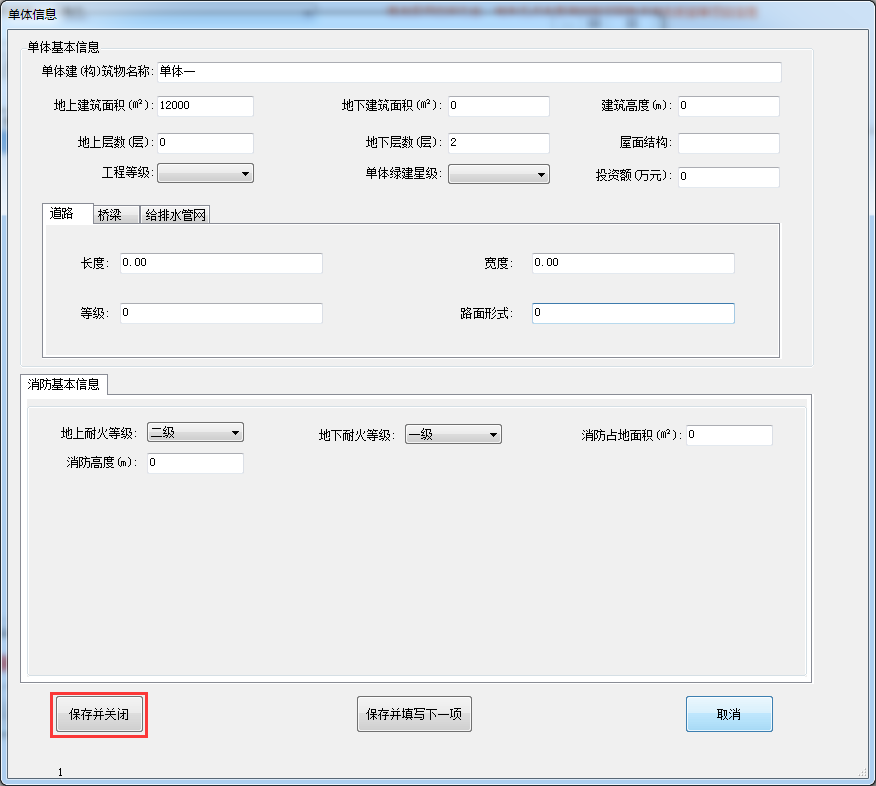 单体信息
单体基本信息
单体建(构)筑物名称: 单体一
地上建筑面积(m²): 12000 地下建筑面积(m²): 0 建筑高度(m): 0
地上层数(层): 0 地下层数(层): 2 屋面结构:
工程等级: 单体绿建星级: 投资额(万元): 0
道路 桥梁 给排水管网
长度: 0.00 宽度: 0.00
等级: 0 路面形式: 0
消防基本信息
地上耐火等级: 二级 地下耐火等级: 一级 消防占地面积(m²): 0
消防高度(m): 0
保存并关闭 保存并填写下一项 取消
1